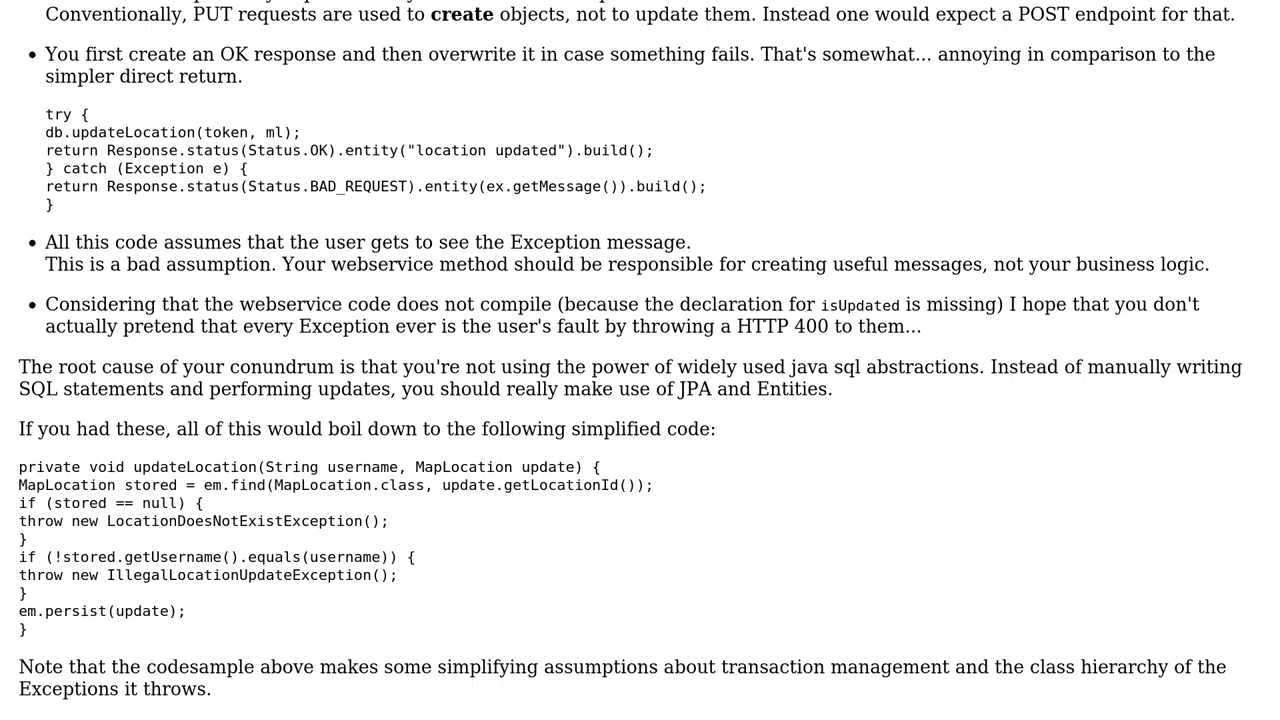 Conventionally, PUT requests are used to create objects, not to update them. Instead one would expect a POST endpoint for that.
• You first create an OK response and then overwrite it in case something fails. That's somewhat... annoying in comparison to the
simpler direct return.
try {
db.updateLocation(token, ml);
return Response.status(Status.OK).entity("location updated").build();
} catch (Exception e) {
return Response.status(Status.BAD_REQUEST).entity(ex.getMessage()).build();
}
• All this code assumes that the user gets to see the Exception message.
This is a bad assumption. Your webservice method should be responsible for creating useful messages, not your business logic.
• Considering that the webservice code does not compile (because the declaration for isUpdated is missing) I hope that you don't
actually pretend that every Exception ever is the user's fault by throwing a HTTP 400 to them...
The root cause of your conundrum is that you're not using the power of widely used java sql abstractions. Instead of manually writing
SQL statements and performing updates, you should really make use of JPA and Entities.
If you had these, all of this would boil down to the following simplified code:
private void updateLocation(String username, MapLocation update) {
MapLocation stored = em.find(MapLocation.class, update.getLocationId());
if (stored == null) {
throw new LocationDoesNotExistException();
}
if (!stored.getUsername().equals(username)) {
throw new IllegalLocationUpdateException();
}
em.persist(update);
}
Note that the codesample above makes some simplifying assumptions about transaction management and the class hierarchy of the
Exceptions it throws.